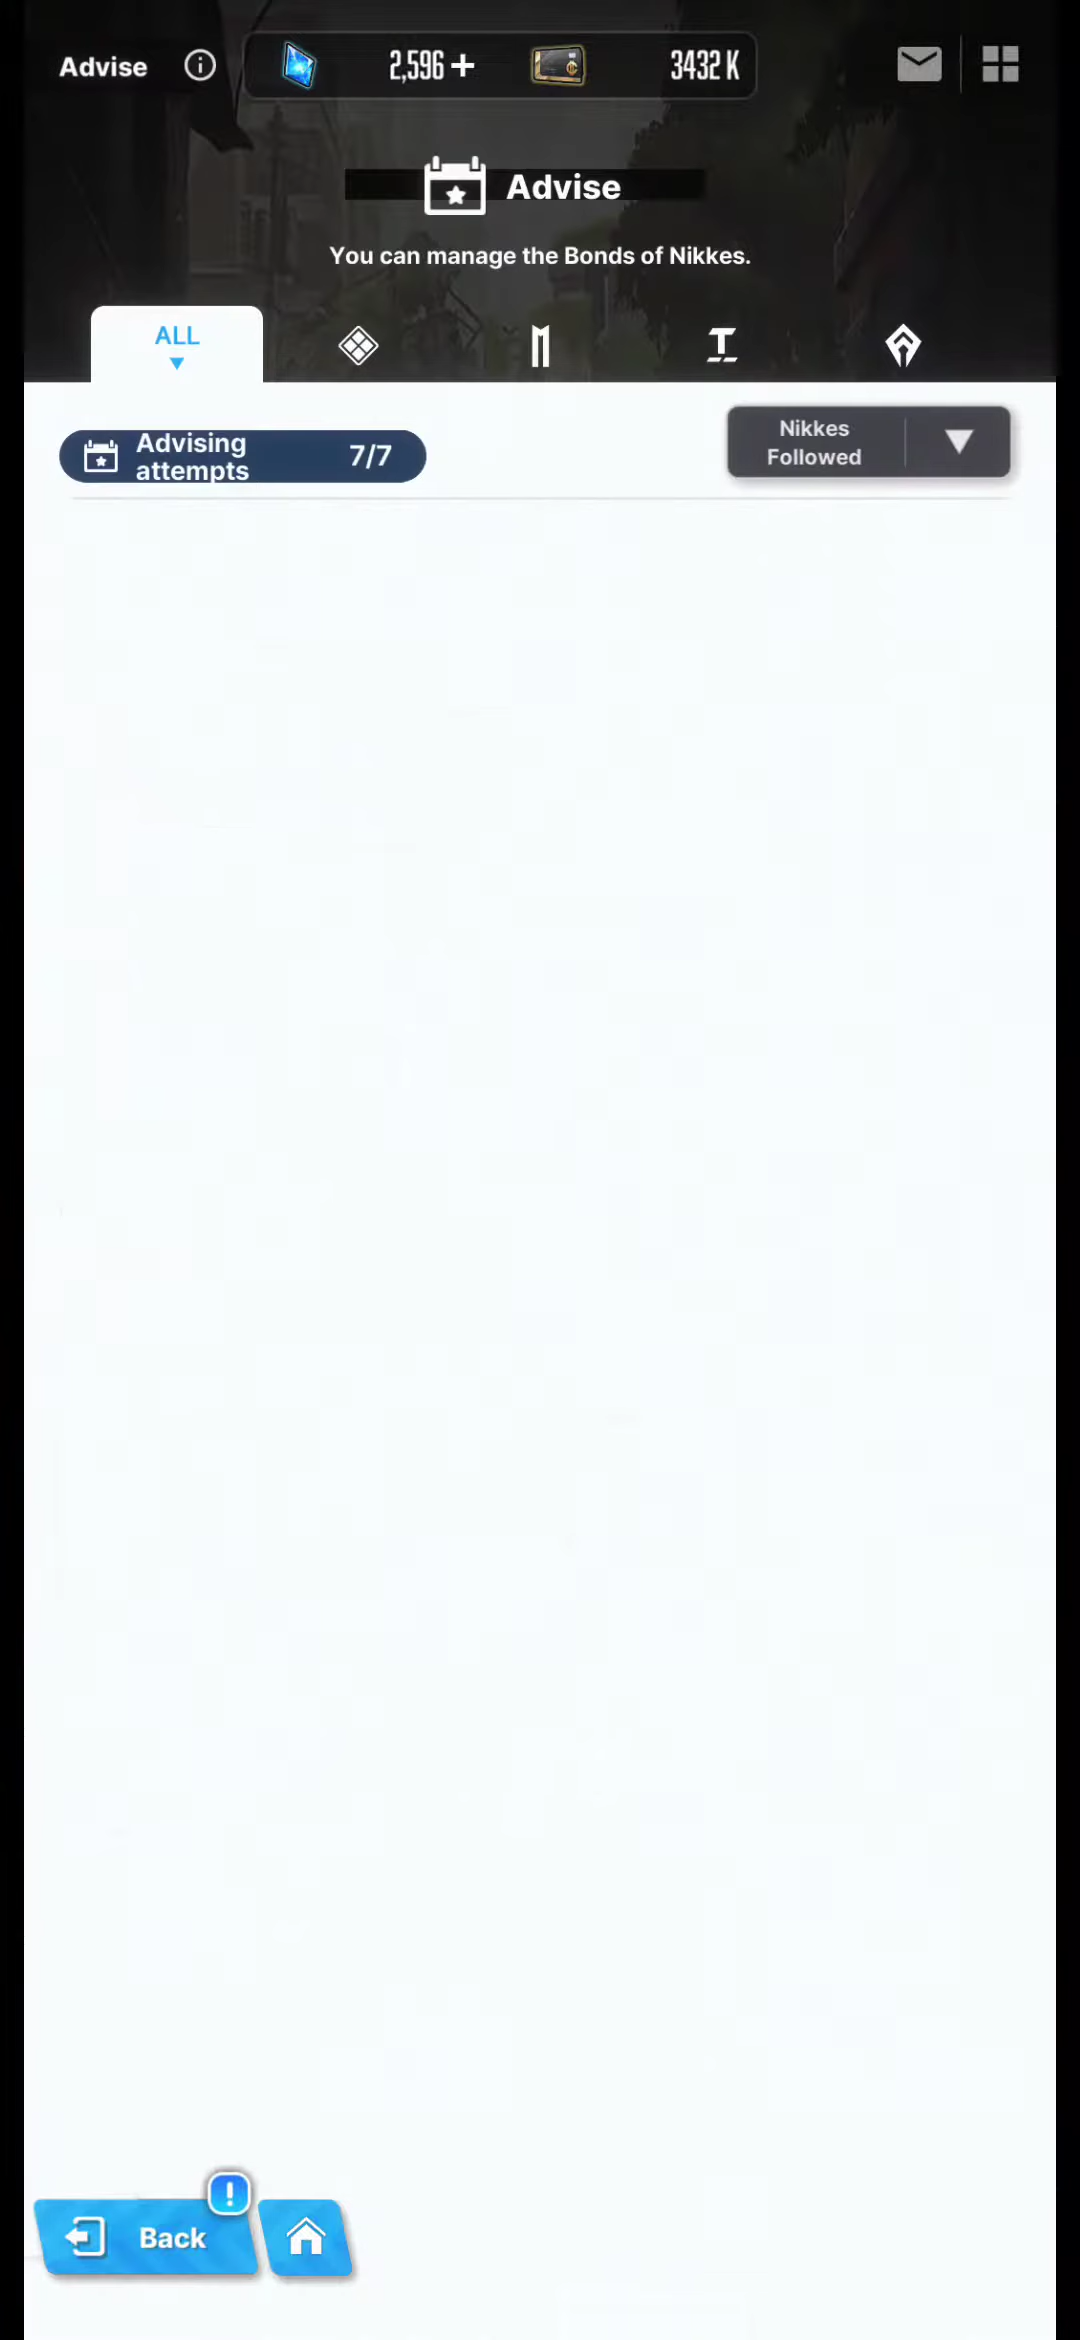 Advise
2,596
3432 K
Advise
You can manage the Bonds of Nikkes.
ALL
Advising
attempts
7/7
Nikkes
Followed
Back